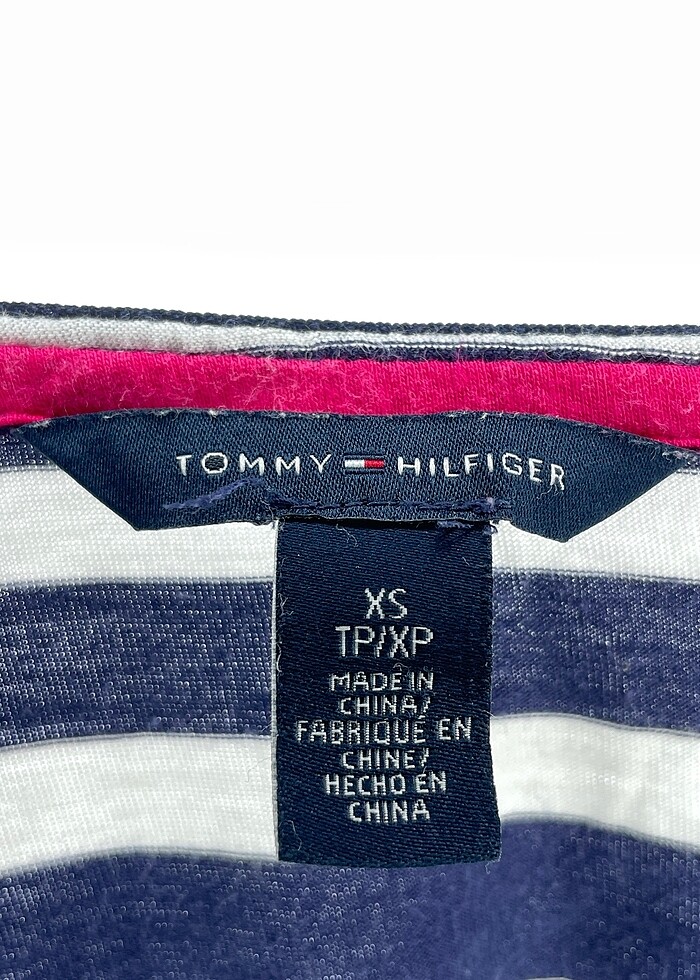 TOMMY HILFIGER
XS
TP/XP
MADE IN
CHINA/
FABRIQUÉ EN
CHINE/
HECHO EN
CHINA